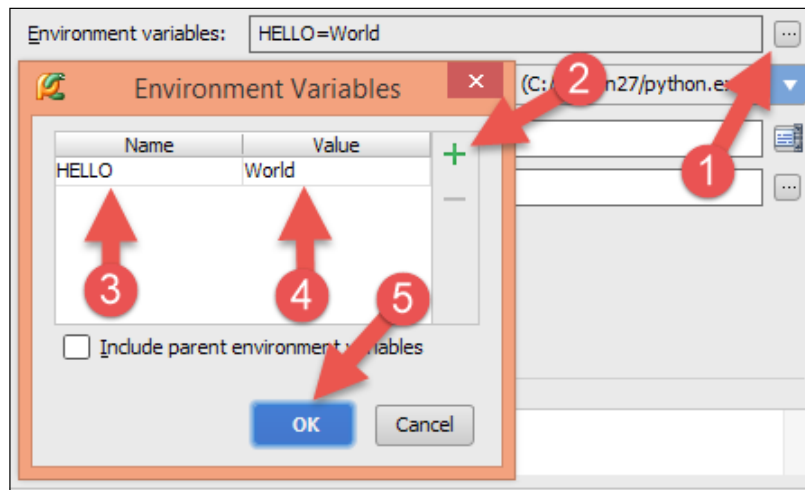 Environment variables: HELLO=World
Environment Variables
(C:/ n27/python.e
Name Value
HELLO World
Include parent environment variables
OK Cancel
1
2
3
4
5